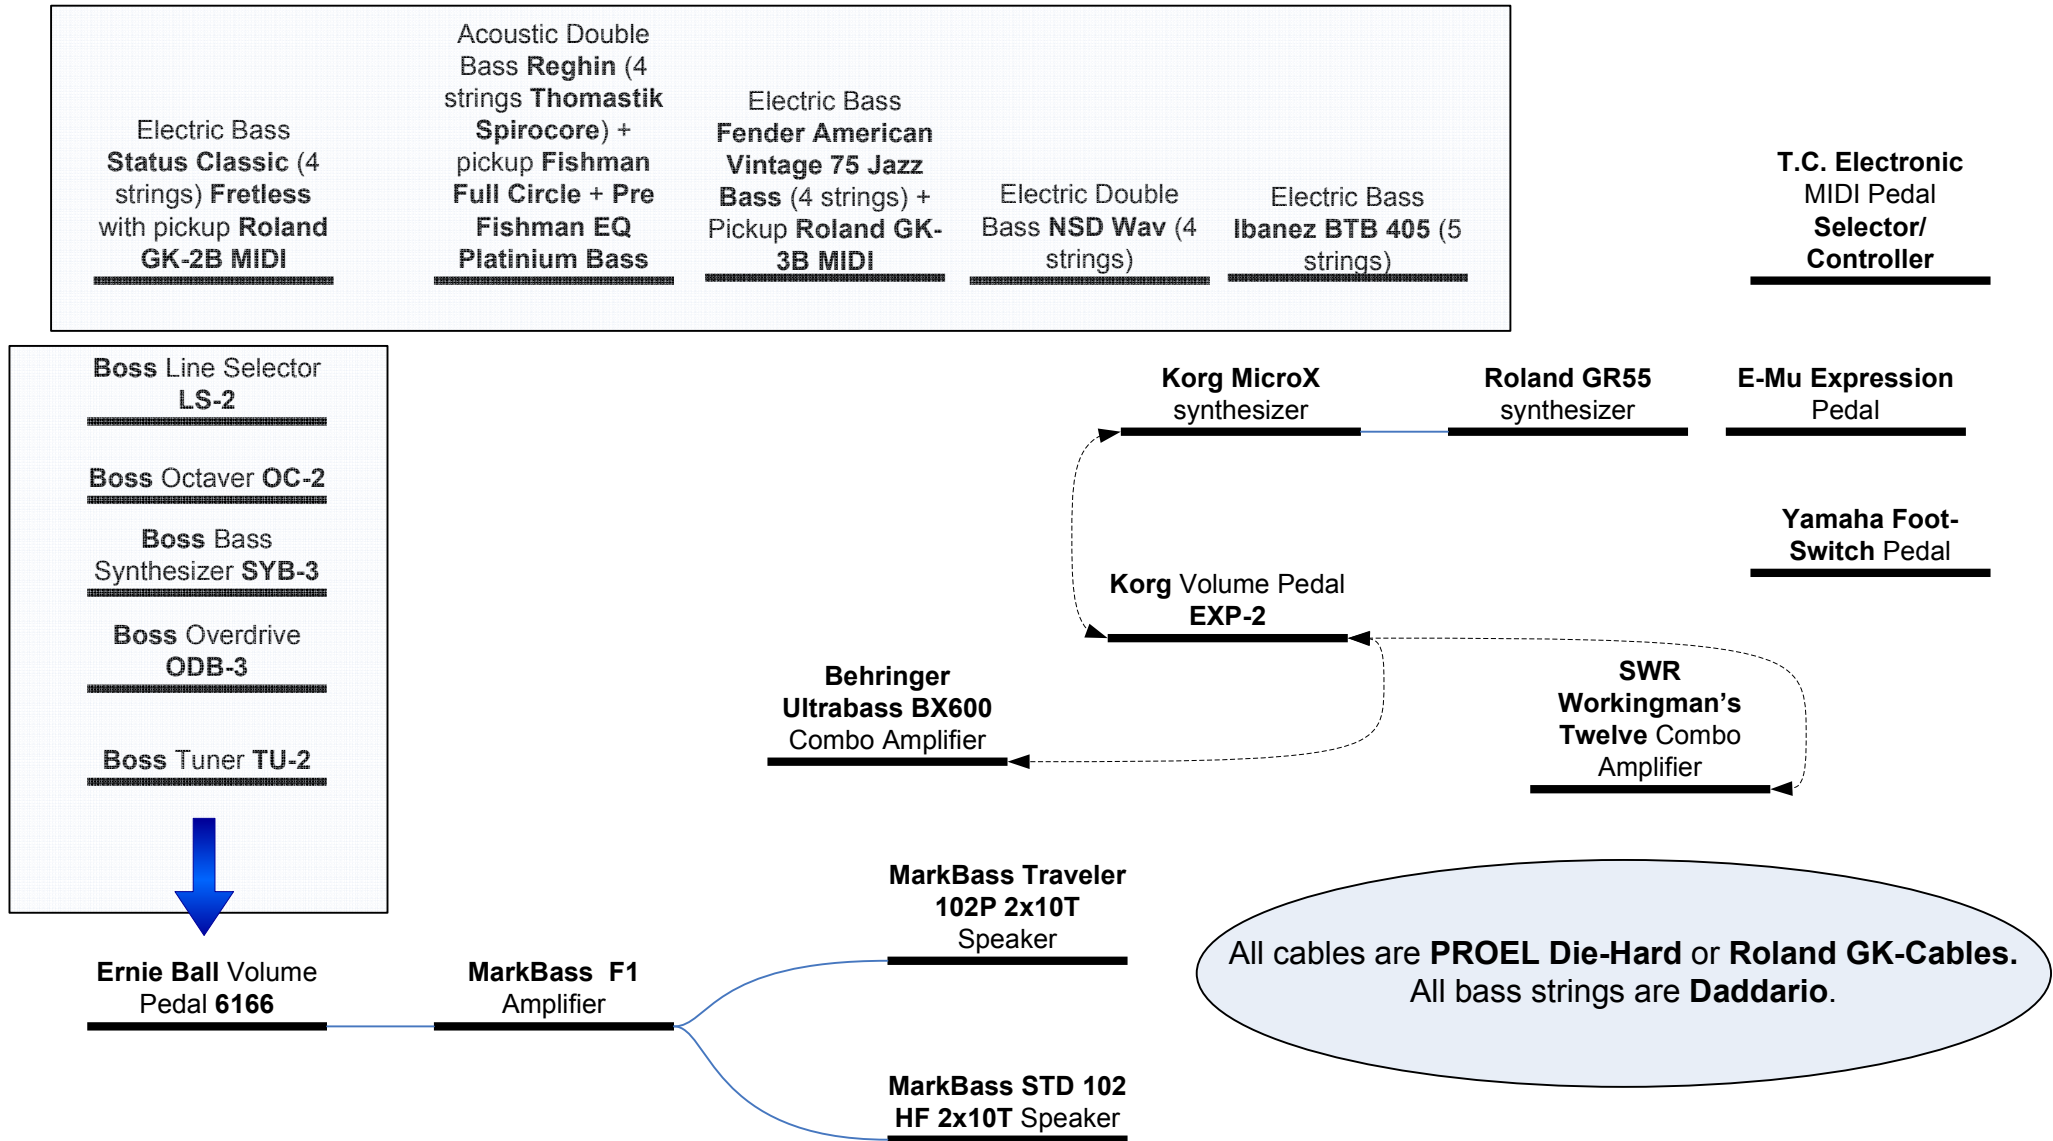 Electric Bass
Status Classic (4
strings) Fretless
with pickup Roland
GK-2B MIDI
Acoustic Double
Bass Reghin (4
strings Thomastik
Spirocore) +
pickup Fishman
Full Circle + Pre
Fishman EQ
Platinium Bass
Electric Bass
Fender American
Vintage 75 Jazz
Bass (4 strings) +
Pickup Roland GK-
3B MIDI
Electric Double
Bass NSD Wav (4
strings)
Electric Bass
Ibanez BTB 405 (5
strings)
T.C. Electronic
MIDI Pedal
Selector/
Controller
Boss Line Selector
LS-2
Boss Octaver OC-2
Boss Bass
Synthesizer SYB-3
Boss Overdrive
ODB-3
Boss Tuner TU-2
Korg MicroX
synthesizer
Roland GR55
synthesizer
E-Mu Expression
Pedal
Yamaha Foot-
Switch Pedal
Korg Volume Pedal
EXP-2
Behringer
Ultrabass BX600
Combo Amplifier
SWR
Workingman's
Twelve Combo
Amplifier
Ernie Ball Volume
Pedal 6166
MarkBass F1
Amplifier
MarkBass Traveler
102P 2x10T
Speaker
MarkBass STD 102
HF 2x10T Speaker
All cables are PROEL Die-Hard or Roland GK-Cables.
All bass strings are Daddario.